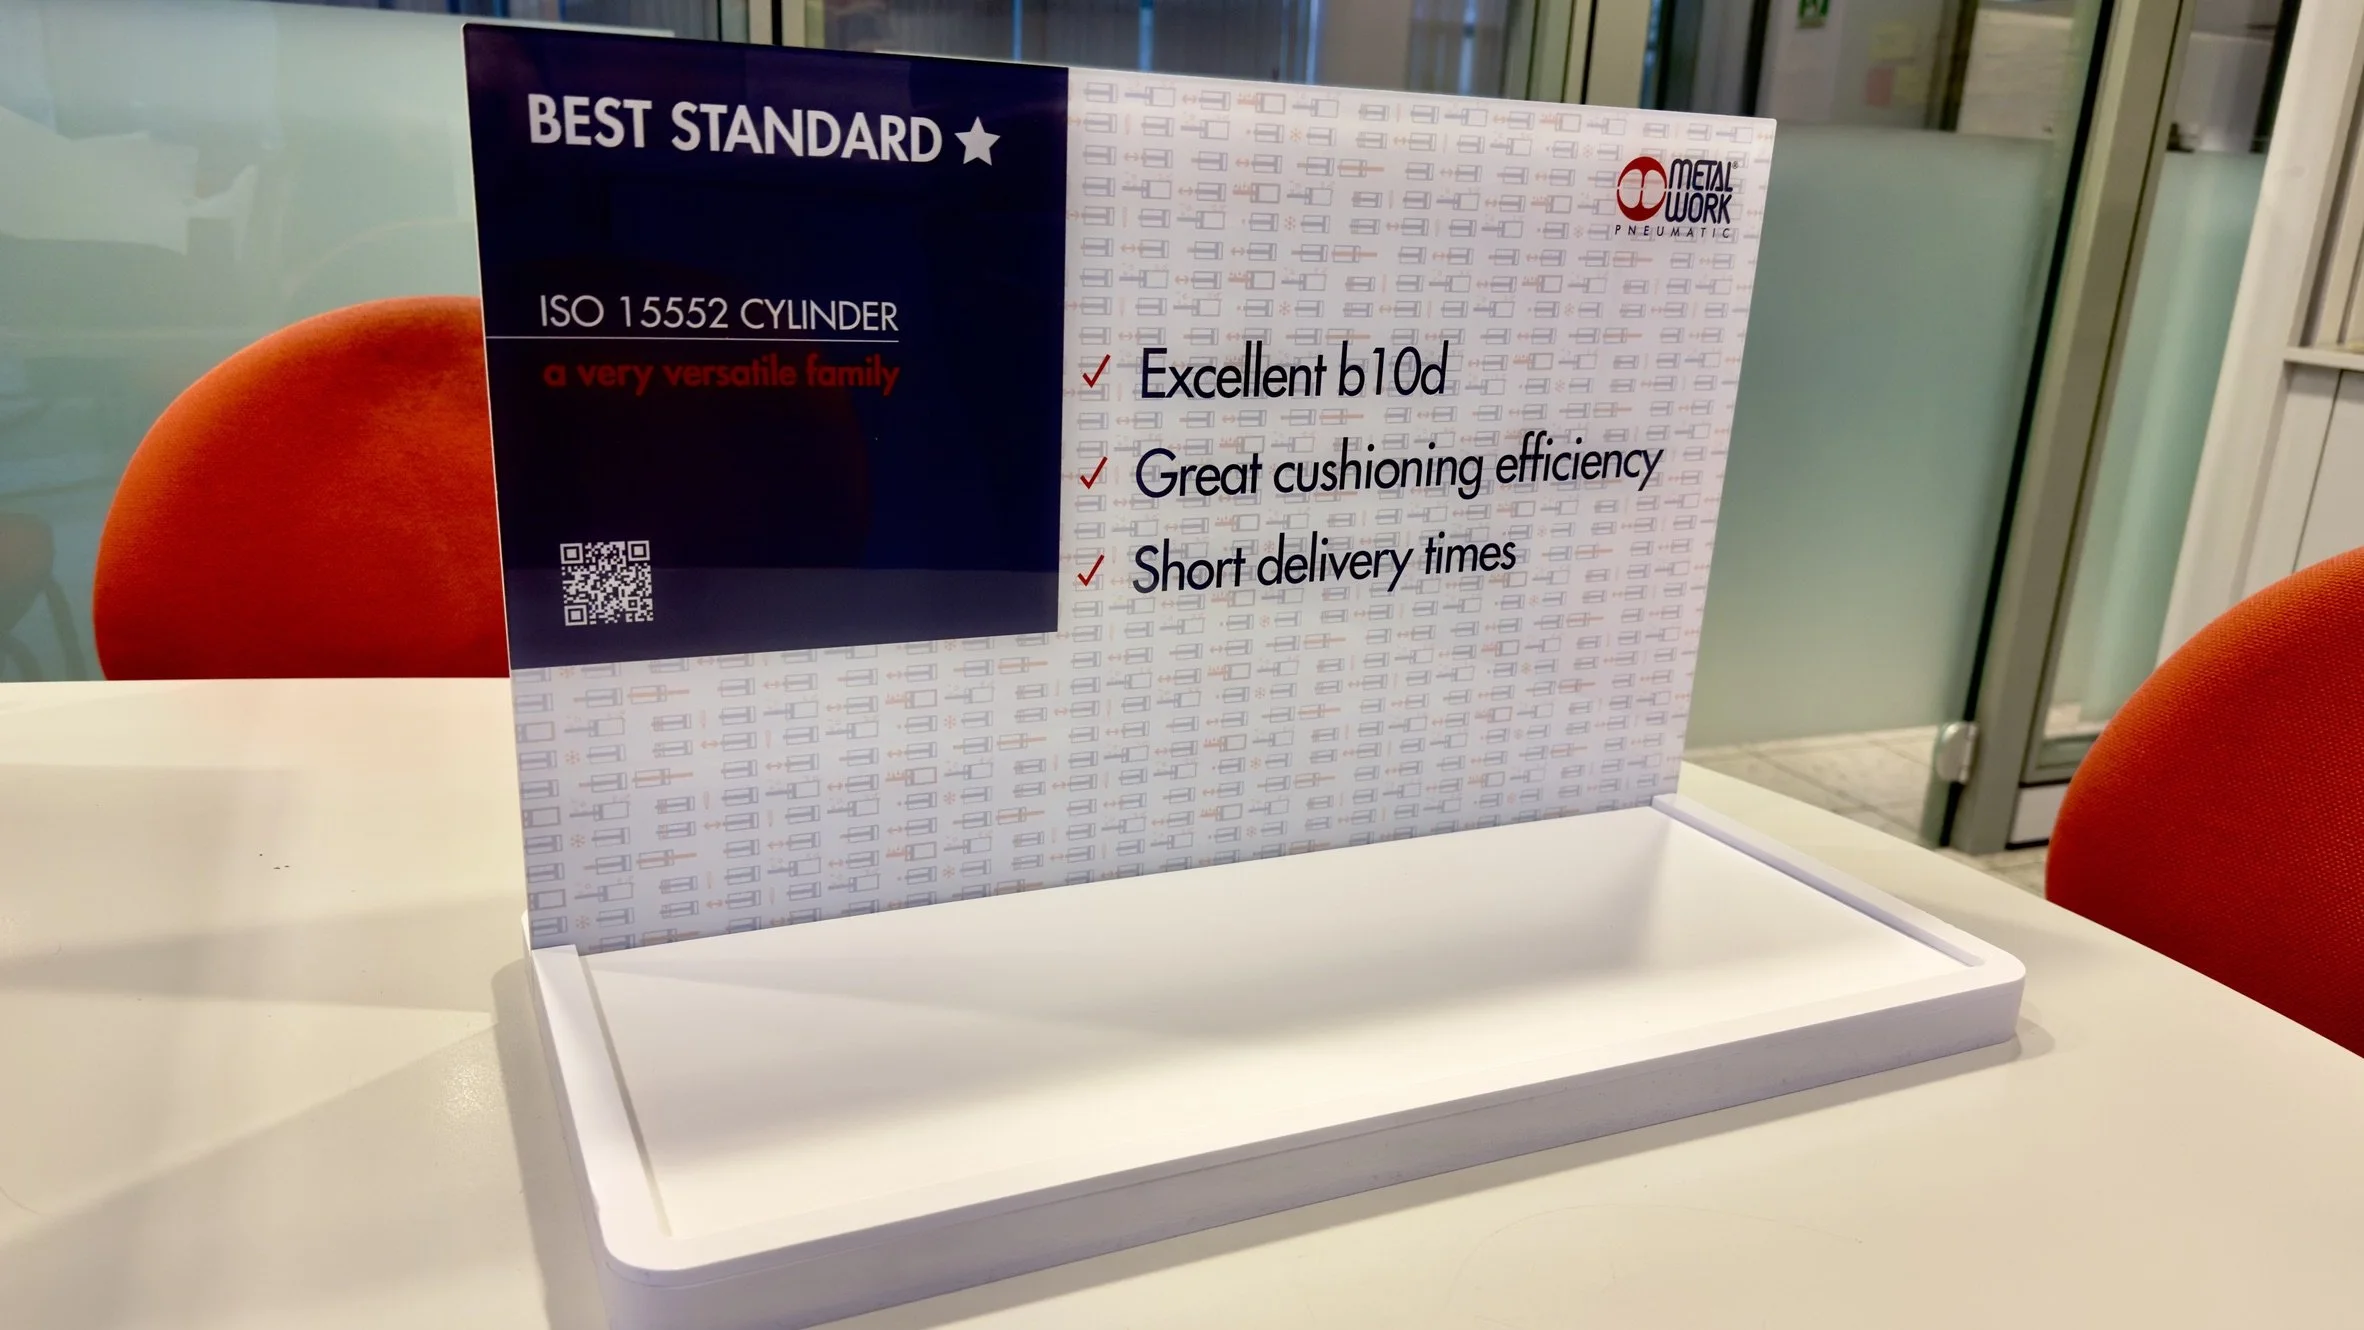 BEST STANDARD
ISO 15552 CYLINDER
a very versatile family
METAL
WORK
PNEUMATIC
Excellent b10d
Great cushioning efficiency
Short delivery times